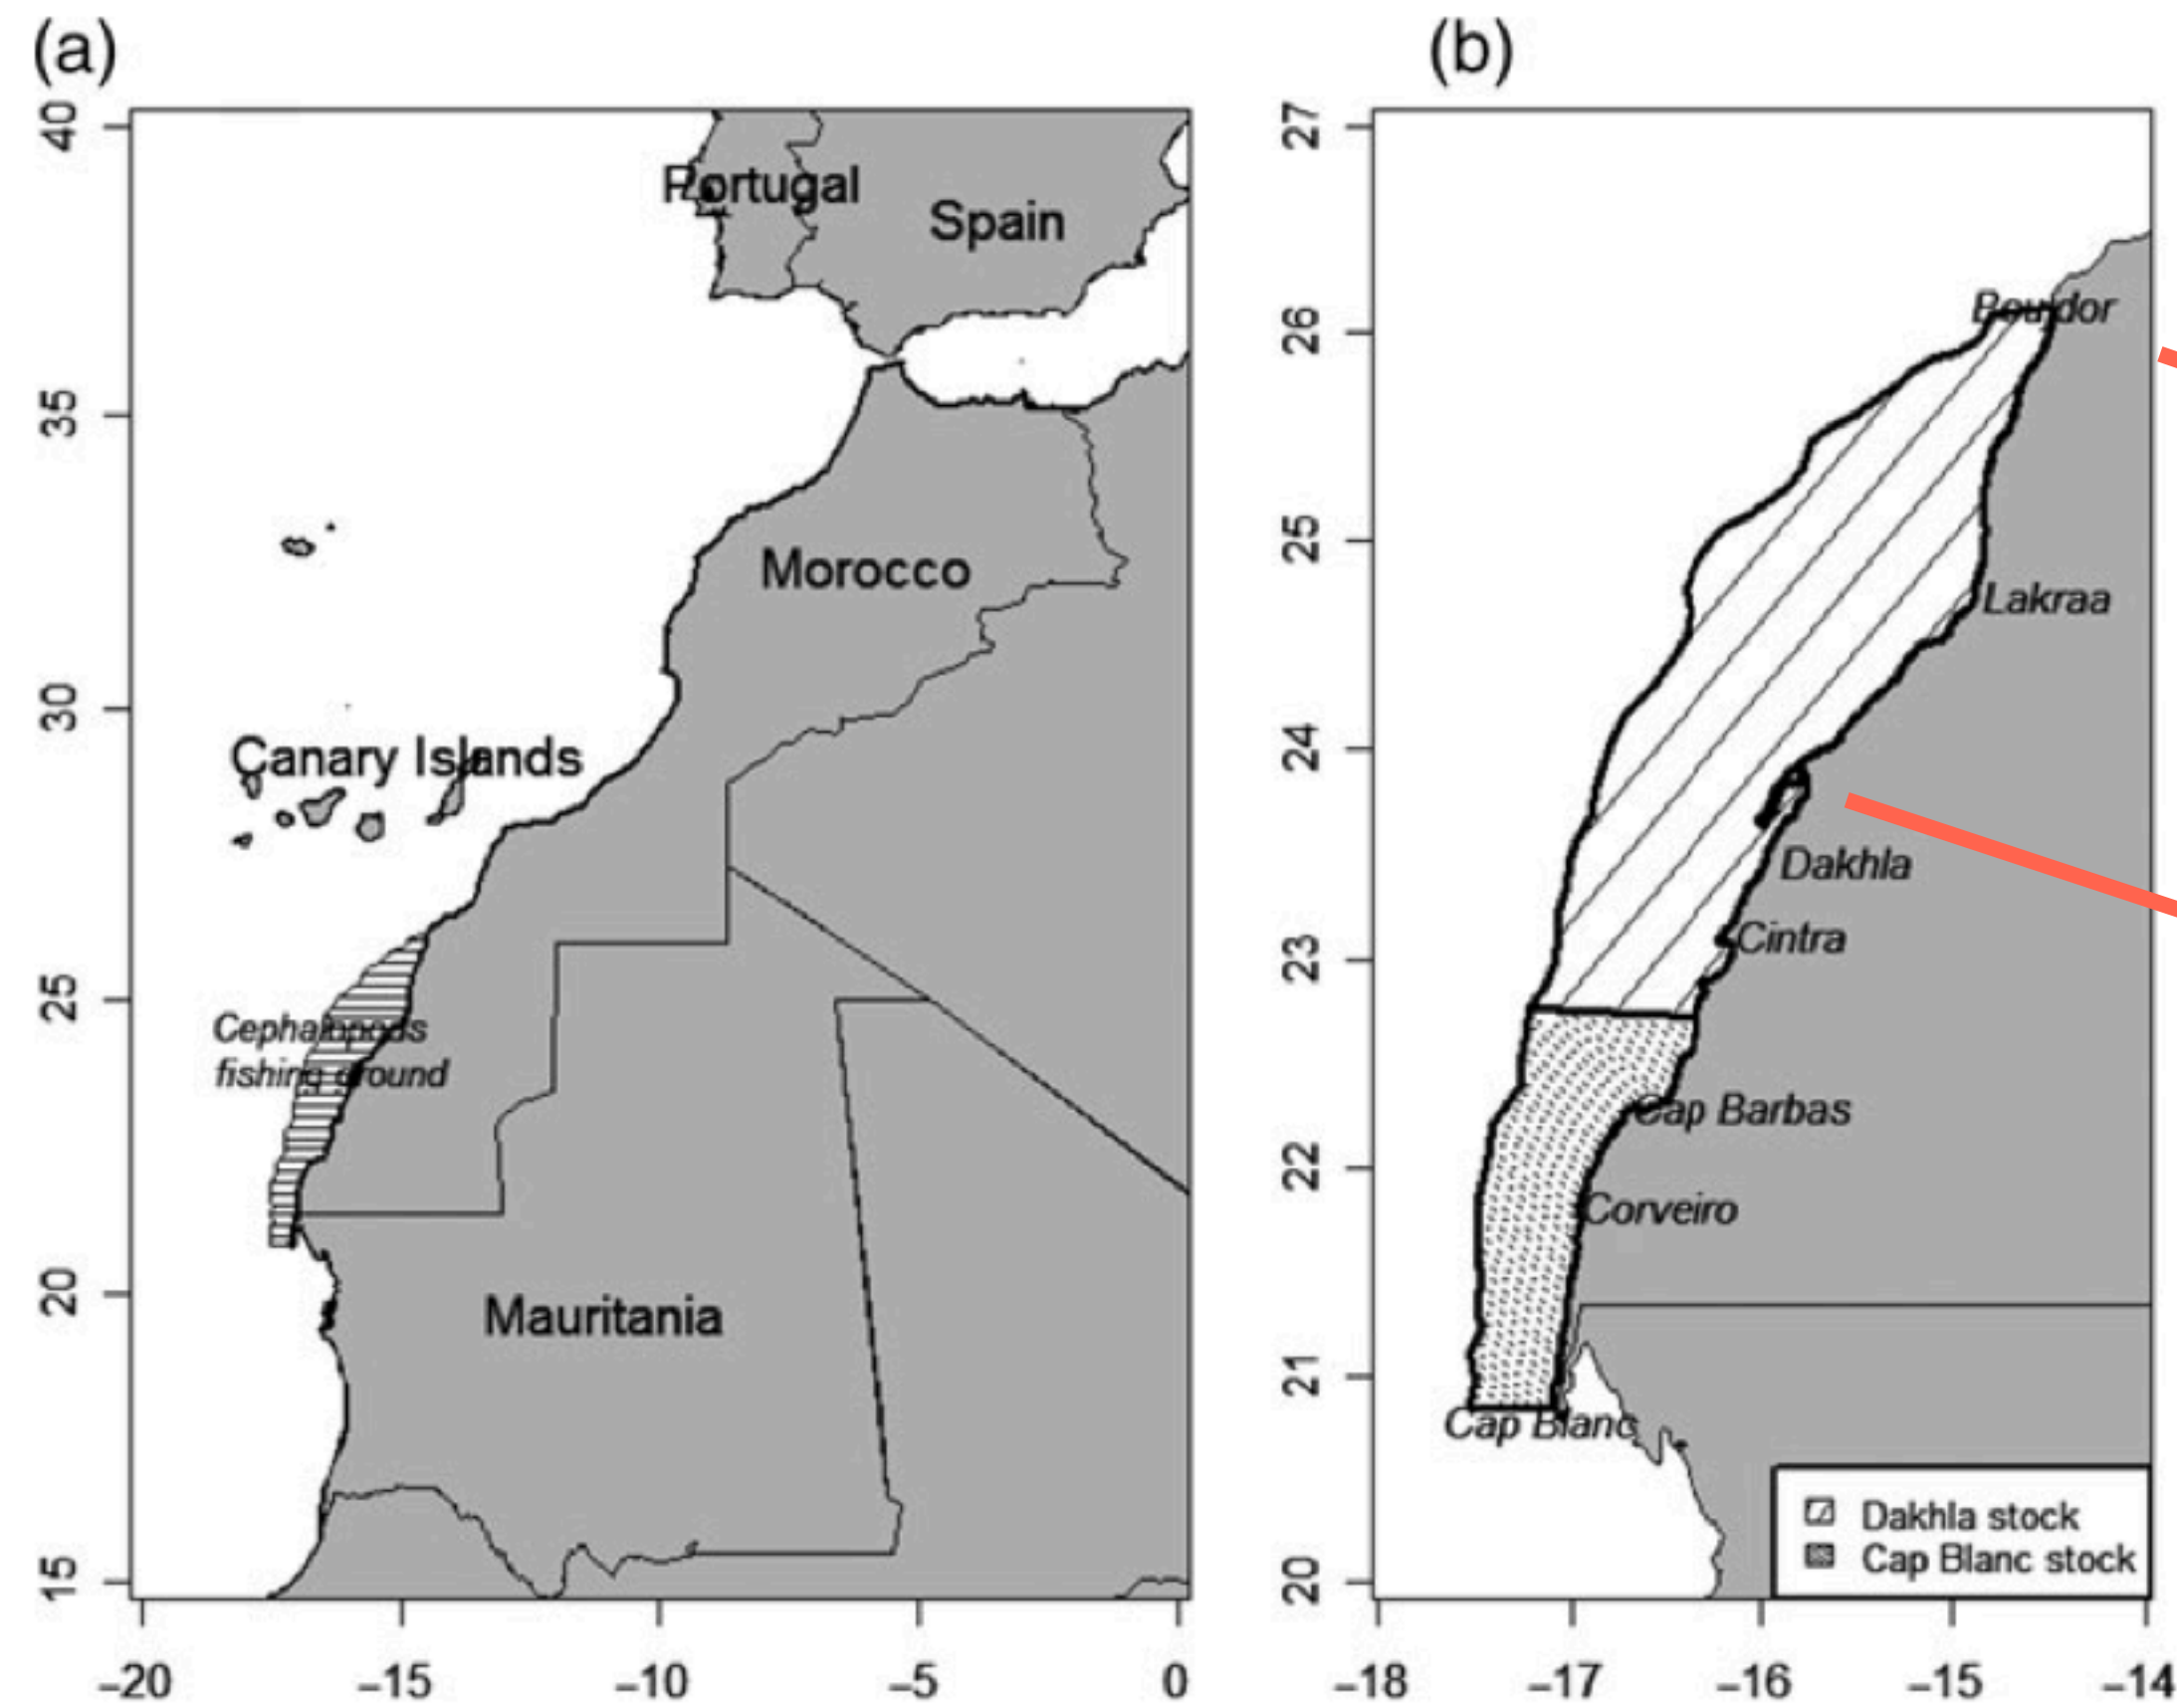 (a)
40
35
30
25
20
15
Portugal
Spain
Morocco
Canary Islands
Cephalopods
fishing ground
Mauritania
−20
−15
−10
−5
0
(b)
27
26
25
24
23
22
21
20
Boujdor
Lakraa
Dakhla
Cintra
Cap Barbas
Corveiro
Cap Blanc
Dakhla stock
Cap Blanc stock
−18
−17
−16
−15
−14